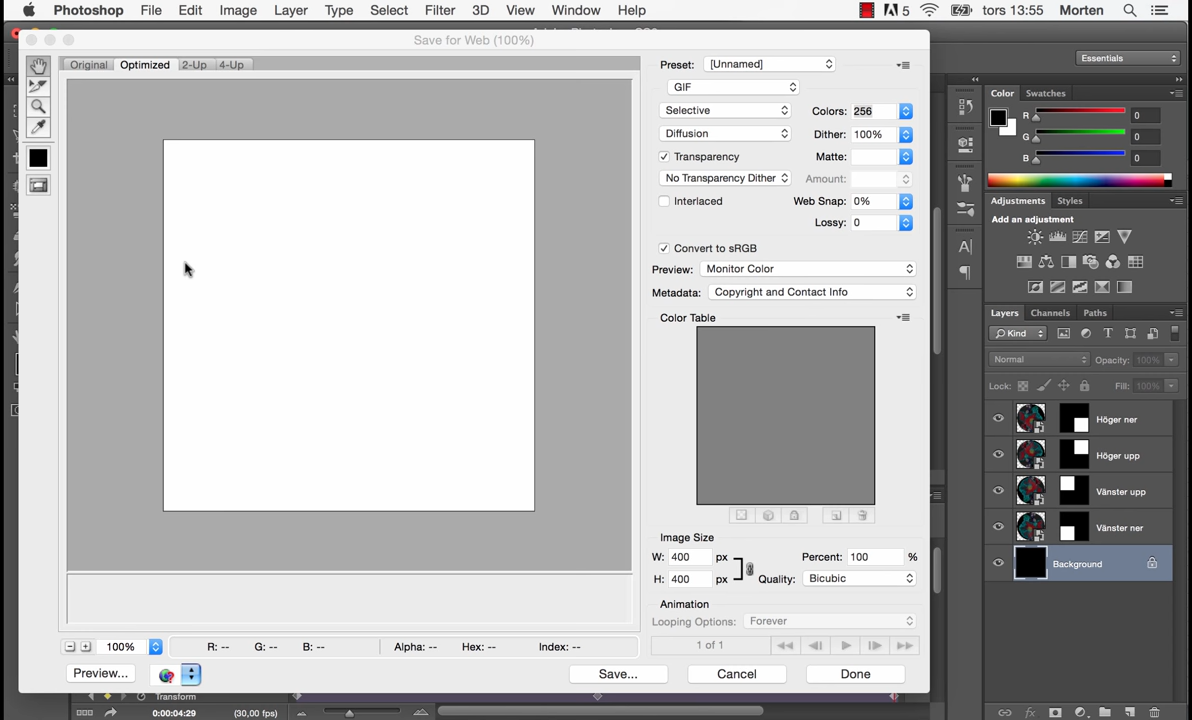 Photoshop File Edit Image Layer Type Select Filter 3D View Window Help 5 tors 13:55 Morten
Save for Web (100%)
Essentials
Original Optimized 2-Up 4-Up
Preset: [Unnamed]
GIF
Selective Colors: 256
Diffusion Dither: 100%
Transparency Matte:
No Transparency Dither Amount:
Interlaced Web Snap: 0%
Lossy: 0
Convert to sRGB
Preview: Monitor Color
Metadata: Copyright and Contact Info
Color Table
Image Size
W: 400 px Percent: 100 %
H: 400 px Quality: Bicubic
Animation
Looping Options: Forever
1 of 1
100% R: -- G: -- B: -- Alpha: -- Hex: -- Index: --
Preview... Save... Cancel Done
Transform
0:00:04:29 (30,00 fps)
Color Swatches
R 0
G 0
B 0
Adjustments Styles
Add an adjustment
Layers Channels Paths
Kind
Normal Opacity: 100%
Lock: Fill: 100%
Höger ner
Höger upp
Vänster upp
Vänster ner
Background